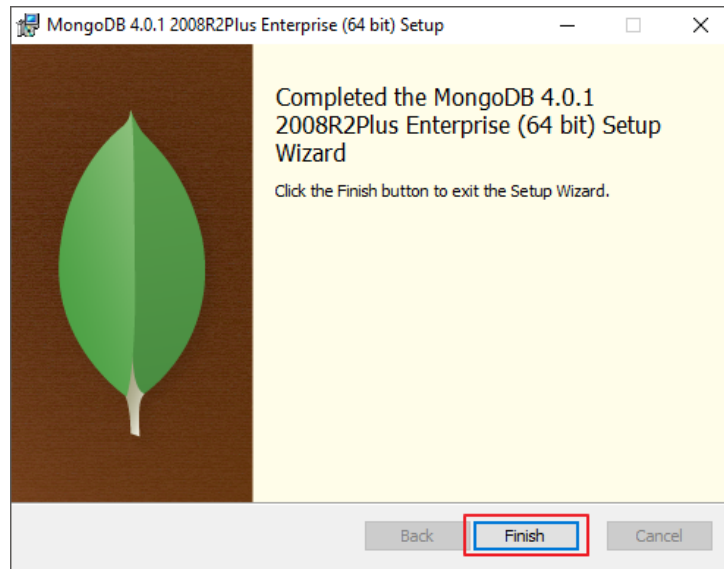 MongoDB 4.0.1 2008R2Plus Enterprise (64 bit) Setup
Completed the MongoDB 4.0.1
2008R2Plus Enterprise (64 bit) Setup
Wizard
Click the Finish button to exit the Setup Wizard.
Back Finish Cancel